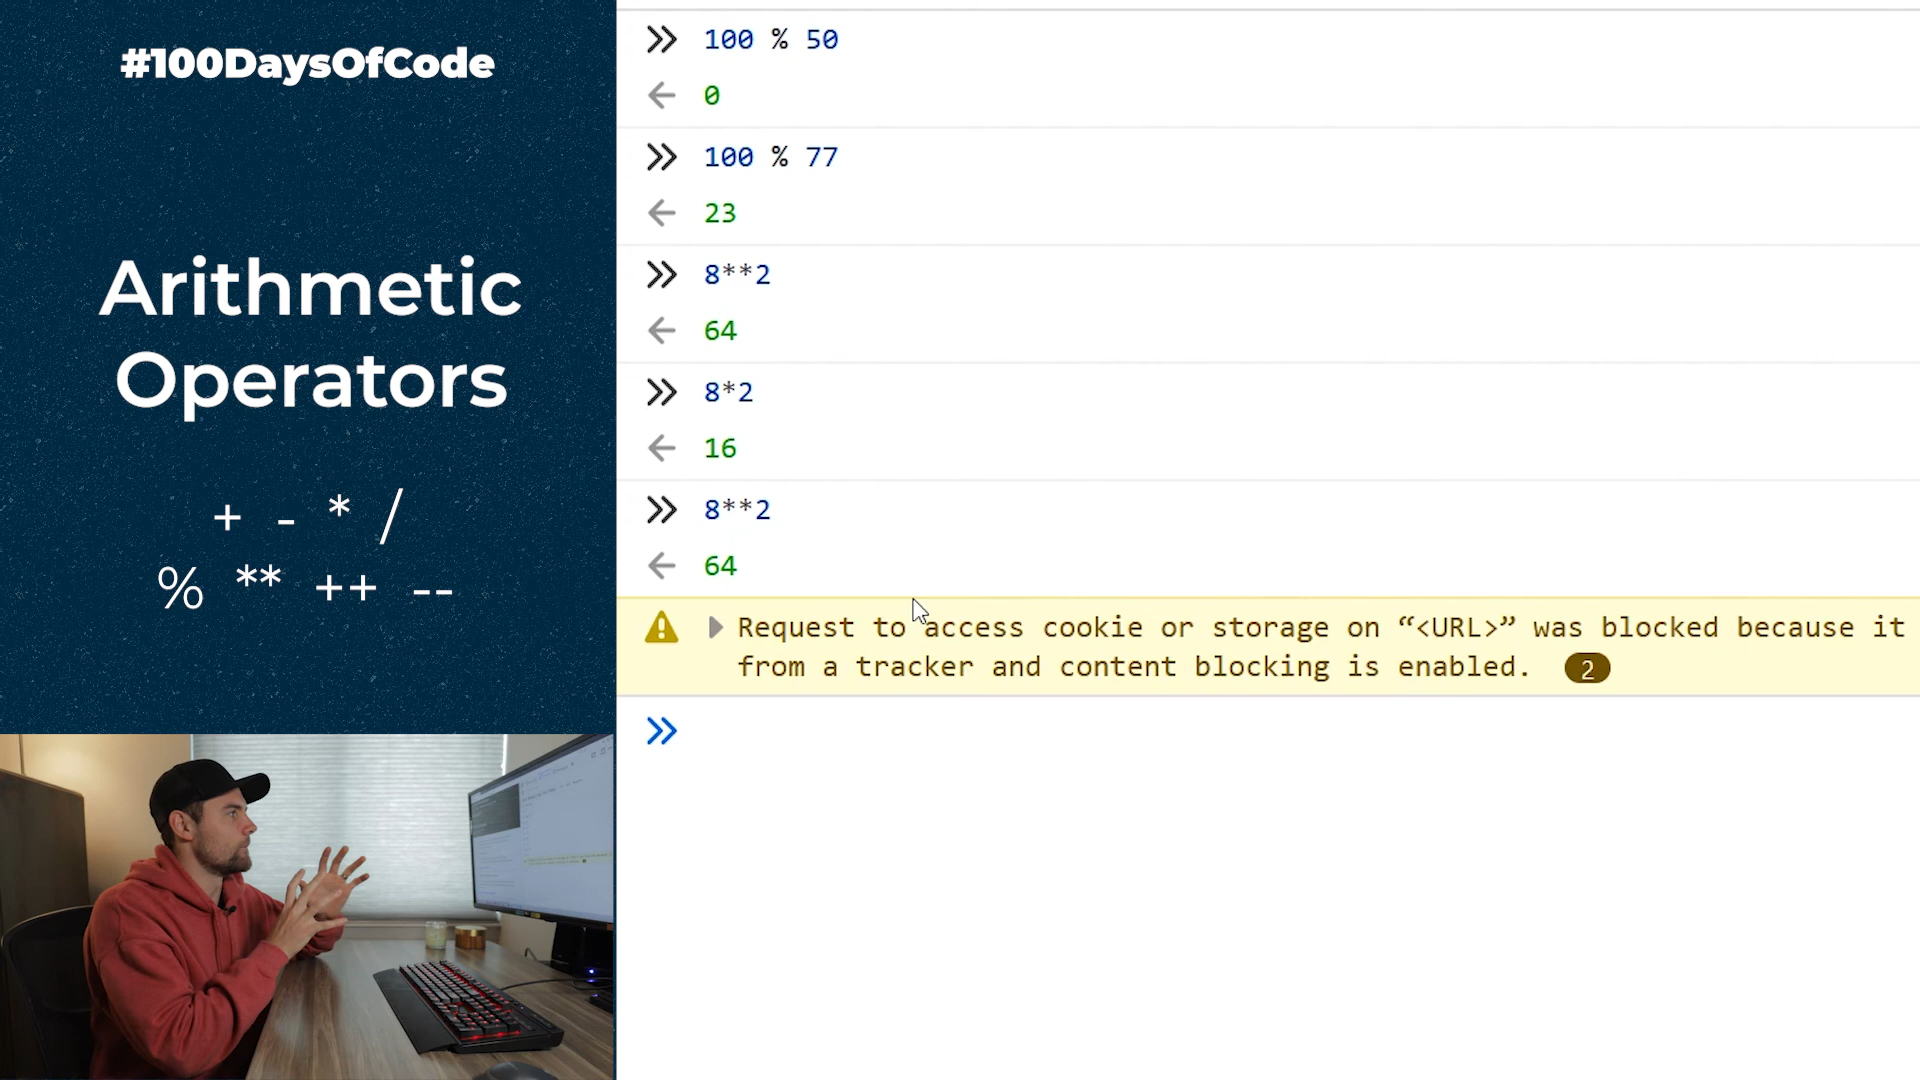 #100DaysOfCode
Arithmetic
Operators
+ - * /
% ** ++ --
>> 100 % 50
← 0
>> 100 % 77
← 23
>> 8**2
← 64
>> 8*2
← 16
>> 8**2
← 64
Request to access cookie or storage on “<URL>” was blocked because it
from a tracker and content blocking is enabled. 2
>>